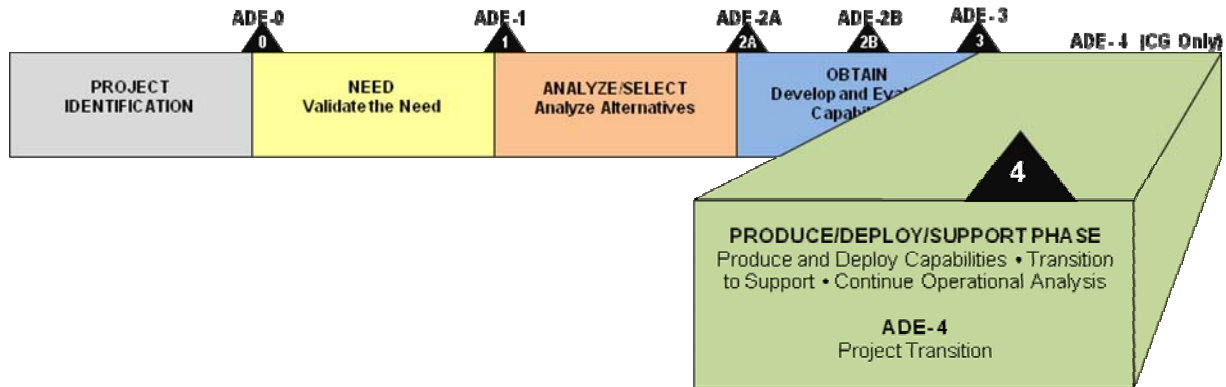 ADE-0
ADE-1
ADE-2A
ADE-2B
ADE-3
ADE-4 (CG Only)
0
1
2A
2B
3
PROJECT
IDENTIFICATION
NEED
Validate the Need
ANALYZE/SELECT
Analyze Alternatives
OBTAIN
Develop and
4
PRODUCE/DEPLOY/SUPPORT PHASE
Produce and Deploy Capabilities • Transition
to Support • Continue Operational Analysis
ADE-4
Project Transition